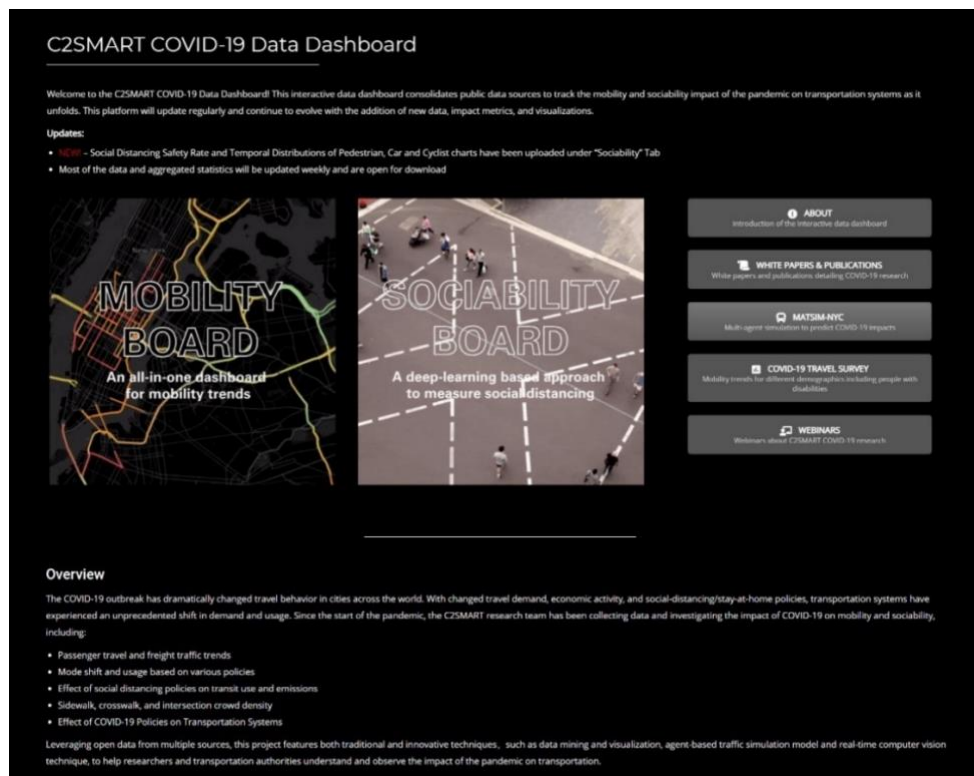 C2SMART COVID-19 Data Dashboard
Welcome to the C2SMART COVID-19 Data Dashboard! This interactive data dashboard consolidates public data sources to track the mobility and sociability impact of the pandemic on transportation systems as it
unfolds. This platform will update regularly and continue to evolve with the addition of new data, impact metrics, and visualizations.
Updates:
• NEW! – Social Distancing Safety Rate and Temporal Distributions of Pedestrian, Car and Cyclist charts have been uploaded under "Sociability" Tab
• Most of the data and aggregated statistics will be updated weekly and are open for download
MOBILITY
BOARD
An all-in-one dashboard
for mobility trends
SOCIABILITY
BOARD
A deep-learning based approach
to measure social distancing
ABOUT
Introduction of the interactive data dashboard
WHITE PAPERS & PUBLICATIONS
White papers and publications detailing COVID-19 research
MATSIM-NYC
Multi-agent simulation to predict COVID-19 impacts
COVID-19 TRAVEL SURVEY
Mobility trends for different demographics including people with
disabilities
WEBINARS
Webinars about C2SMART COVID-19 research
Overview
The COVID-19 outbreak has dramatically changed travel behavior in cities across the world. With changed travel demand, economic activity, and social-distancing/stay-at-home policies, transportation systems have
experienced an unprecedented shift in demand and usage. Since the start of the pandemic, the C2SMART research team has been collecting data and investigating the impact of COVID-19 on mobility and sociability,
including:
• Passenger travel and freight traffic trends
• Mode shift and usage based on various policies
• Effect of social distancing policies on transit use and emissions
• Sidewalk, crosswalk, and intersection crowd density
• Effect of COVID-19 Policies on Transportation Systems
Leveraging open data from multiple sources, this project features both traditional and innovative techniques, such as data mining and visualization, agent-based traffic simulation model and real-time computer vision
technique, to help researchers and transportation authorities understand and observe the impact of the pandemic on transportation.